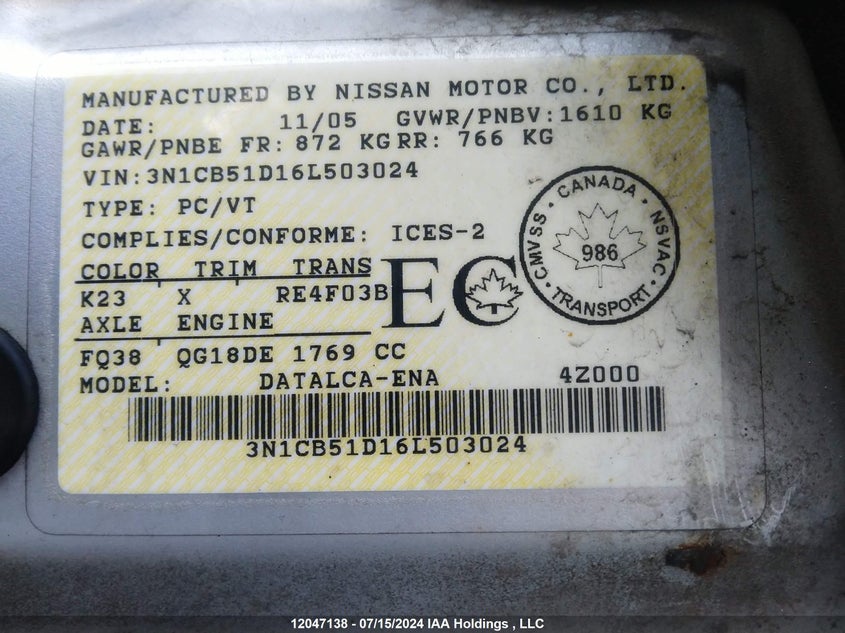 MANUFACTURED BY NISSAN MOTOR CO., LTD.
DATE: 11/05 GVWR/PNBV:1610 KG
GAWR/PNBE FR: 872 KG RR: 766 KG
VIN:3N1CB51D16L503024
TYPE: PC/VT
COMPLIES/CONFORME: ICES-2
COLOR TRIM TRANS
K23 X RE4F03B
AXLE ENGINE
FQ38 QG18DE 1769 CC
MODEL: DATALCA-ENA 4Z000
3N1CB51D16L503024
EC
CANADA
CMVSS NSVAC
986
TRANSPORT
12047138 - 07/15/2024 IAA Holdings , LLC